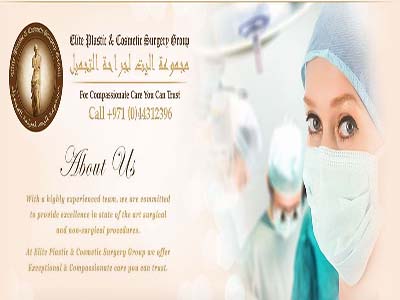 Elite Plastic & Cosmetic Surgery Group
مجموعة اليت لجراحة التجميل
For Compassionate Care You Can Trust
Call +971 (0)44312396
About Us
With a highly experienced team, we are committed
to provide excellence in state of the art surgical
and non-surgical procedures.
At Elite Plastic & Cosmetic Surgery Group we offer
Exceptional & Compassionate care you can trust.